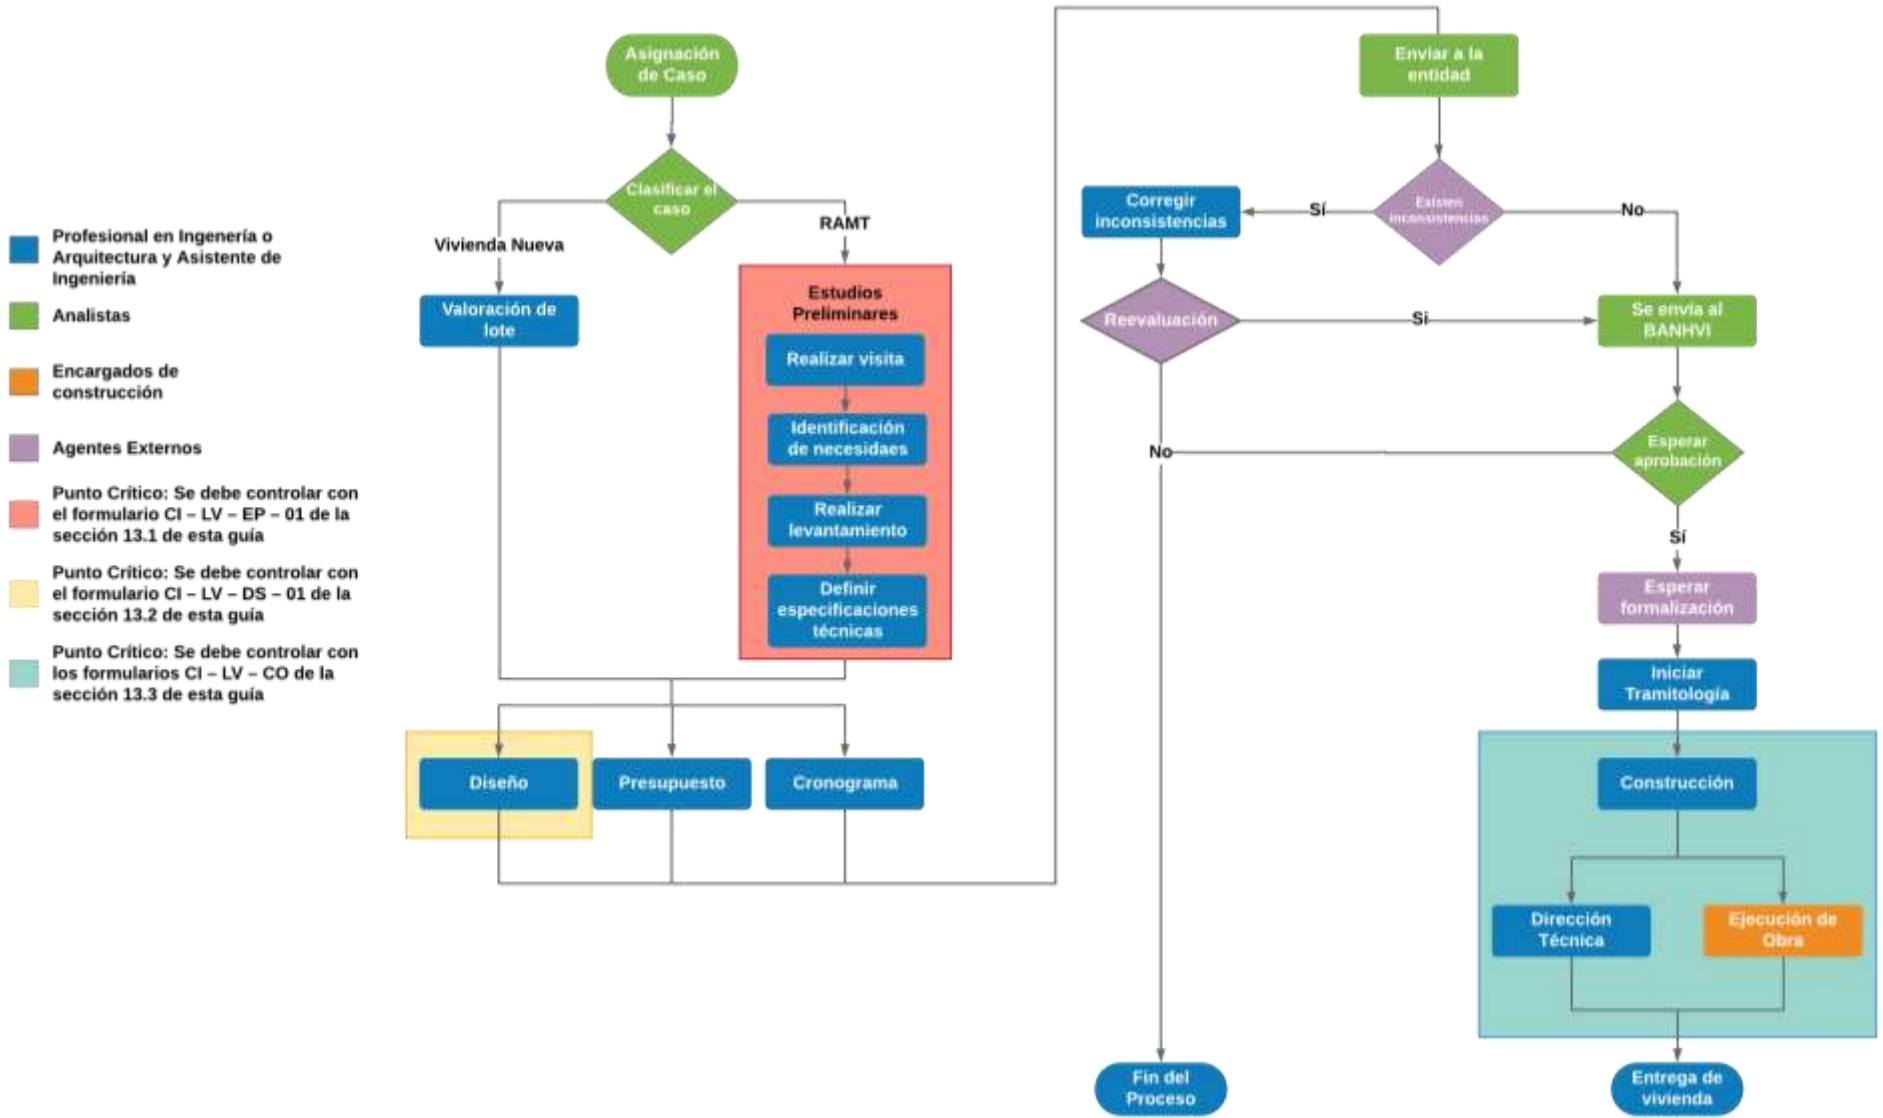 Profesional en Ingenería o
Arquitectura y Asistente de
Ingeniería
Analistas
Encargados de
construcción
Agentes Externos
Punto Crítico: Se debe controlar con
el formulario CI – LV – EP – 01 de la
sección 13.1 de esta guía
Punto Crítico: Se debe controlar con
el formulario CI – LV – DS – 01 de la
sección 13.2 de esta guía
Punto Crítico: Se debe controlar con
los formularios CI – LV – CO de la
sección 13.3 de esta guía
Asignación
de Caso
Clasificar el
caso
Vivienda Nueva
RAMT
Valoración de
lote
Estudios
Preliminares
Realizar visita
Identificación
de necesidaes
Realizar
levantamiento
Definir
especificaciones
técnicas
Diseño
Presupuesto
Cronograma
Enviar a la
entidad
Existen
inconsistencias
Sí
No
Corregir
inconsistencias
Reevaluación
Si
No
Se envía al
BANHVI
Esperar
aprobación
Sí
Esperar
formalización
Iniciar
Tramitología
Construcción
Dirección
Técnica
Ejecución de
Obra
Fin del
Proceso
Entrega de
vivienda